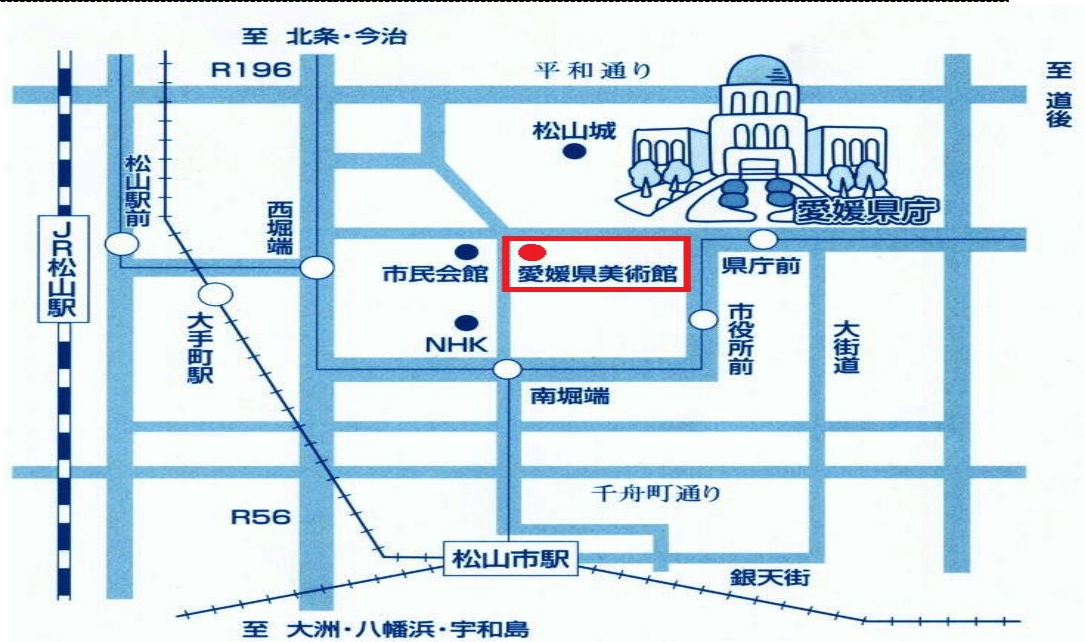 至 北条・今治
R196
平和通り
至 道後
松山城
松山駅前
西堀端
愛媛県庁
JR松山駅
市民会館
愛媛県美術館
県庁前
大手町駅
NHK
市役所前
大街道
南堀端
千舟町通り
R56
松山市駅
銀天街
至 大洲・八幡浜・宇和島